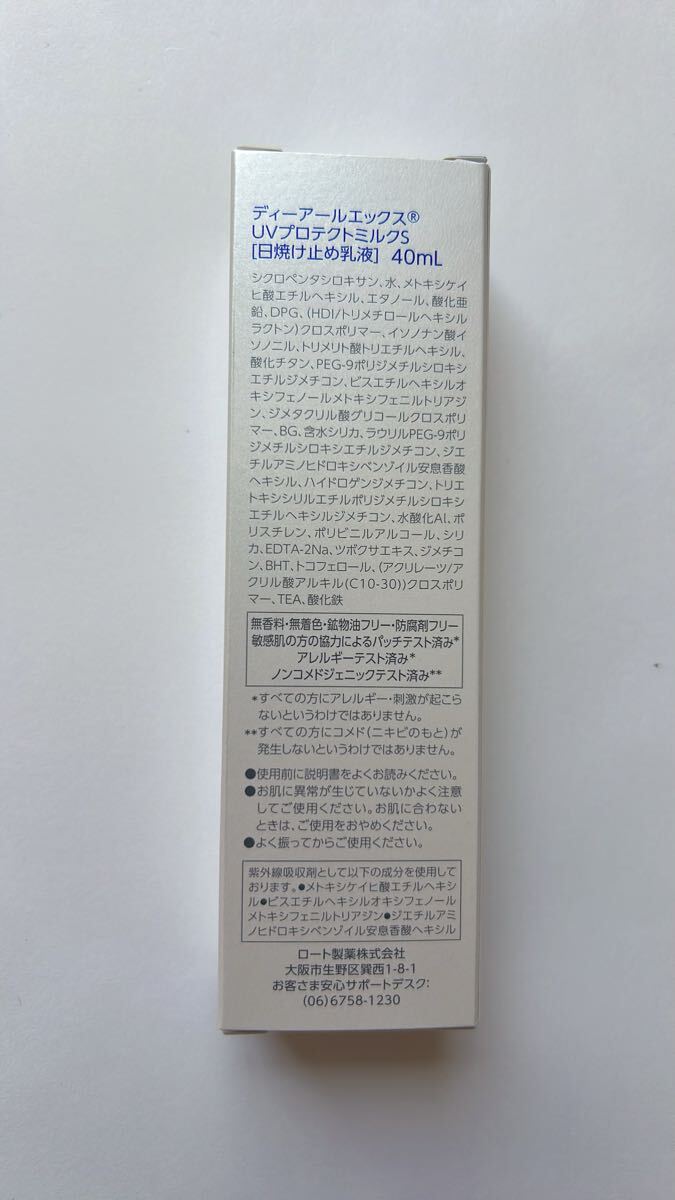 ディーアールエックス®
UVプロテクトミルクS
[日焼け止め乳液] 40mL
シクロペンタシロキサン、水、メトキシケイ
ヒ酸エチルヘキシル、エタノール、酸化亜
鉛、DPG、(HDI/トリメチロールヘキシル
ラクトン)クロスポリマー、イソノナン酸イ
ソノニル、トリメリト酸トリエチルヘキシル、
酸化チタン、PEG-9ポリジメチルシロキシ
エチルジメチコン、ビスエチルヘキシルオ
キシフェノールメトキシフェニルトリアジ
ン、ジメタクリル酸グリコールクロスポリ
マー、BG、含水シリカ、ラウリルPEG-9ポリ
ジメチルシロキシエチルジメチコン、ジエ
チルアミノヒドロキシベンゾイル安息香酸
ヘキシル、ハイドロゲンジメチコン、トリエ
トキシシリルエチルポリジメチルシロキシ
エチルヘキシルジメチコン、水酸化Al、ポ
リスチレン、ポリビニルアルコール、シリ
カ、EDTA-2Na、ツボクサエキス、ジメチコ
ン、BHT、トコフェロール、(アクリレーツ/ア
クリル酸アルキル(C10-30))クロスポリ
マー、TEA、酸化鉄
無香料・無着色・鉱物油フリー・防腐剤フリー
敏感肌の方の協力によるパッチテスト済み*
アレルギーテスト済み*
ノンコメドジェニックテスト済み**
*すべての方にアレルギー・刺激が起こら
ないというわけではありません。
**すべての方にコメド(ニキビのもと)が
発生しないというわけではありません。
●使用前に説明書をよくお読みください。
●お肌に異常が生じていないかよく注意
してご使用ください。お肌に合わない
ときは、ご使用をおやめください。
●よく振ってからご使用ください。
紫外線吸収剤として以下の成分を使用して
おります。●メトキシケイヒ酸エチルヘキシ
ル●ビスエチルヘキシルオキシフェノール
メトキシフェニルトリアジン●ジエチルアミ
ノヒドロキシベンゾイル安息香酸ヘキシル
ロート製薬株式会社
大阪市生野区巽西1-8-1
お客さま安心サポートデスク:
(06)6758-1230